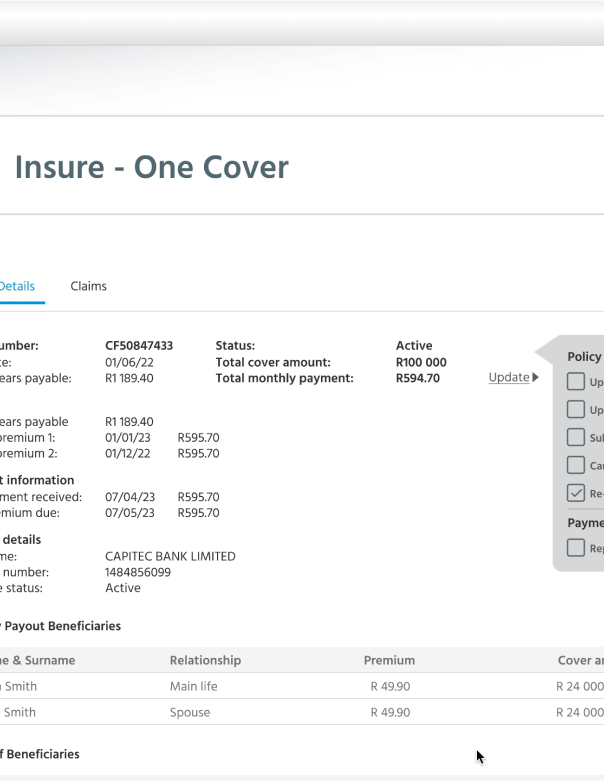 Insure - One Cover
Details Claims
umber: CF50847433 Status: Active
te: 01/06/22 Total cover amount: R100 000
ears payable: R1 189.40 Total monthly payment: R594.70 Update
Policy
Up
Up
Sul
Car
Re-
Payme
Rep
ears payable R1 189.40
premium 1: 01/01/23 R595.70
premium 2: 01/12/22 R595.70
t information
ment received: 07/04/23 R595.70
mium due: 07/05/23 R595.70
details
me: CAPITEC BANK LIMITED
number: 1484856099
e status: Active
y Payout Beneficiaries
e & Surname Relationship Premium Cover a
Smith Main life R 49.90 R 24 000
Smith Spouse R 49.90 R 24 000
f Beneficiaries